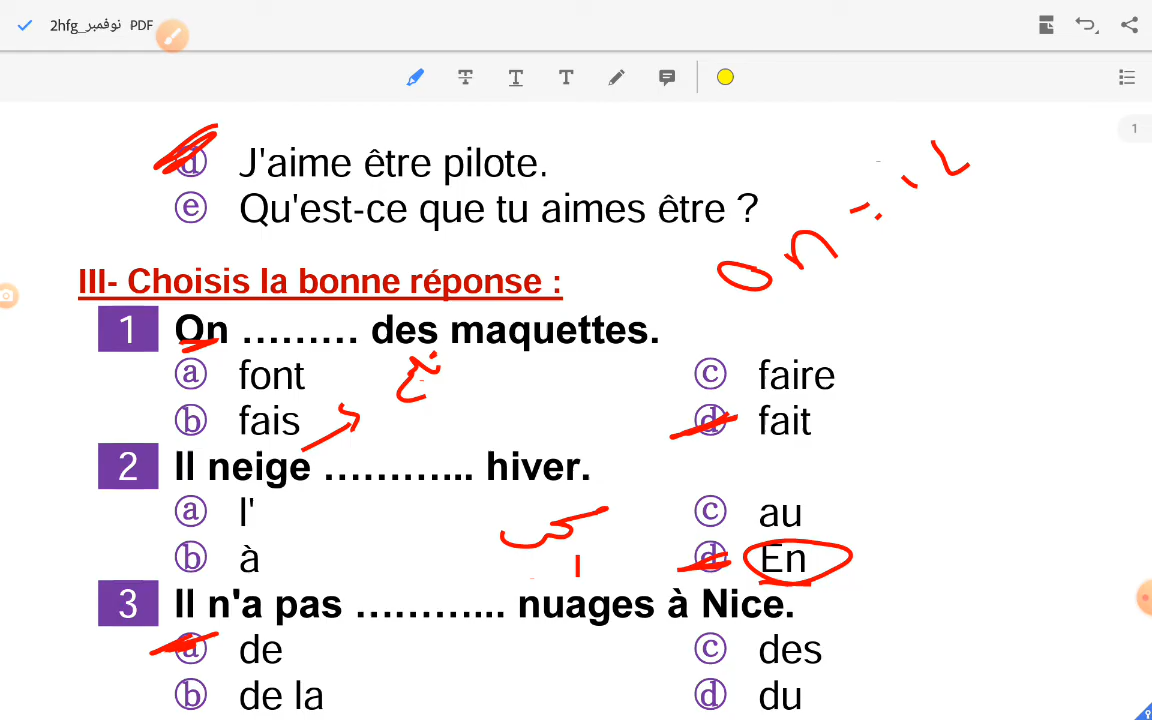 2hfg_نوفمبر PDF
1
ⓓ J'aime être pilote.
ⓔ Qu'est-ce que tu aimes être ?
III- Choisis la bonne réponse :
1 On ……… des maquettes.
ⓐ font ⓒ faire
ⓑ fais ⓓ fait
2 Il neige ………... hiver.
ⓐ l' ⓒ au
ⓑ à ⓓ En
3 Il n'a pas ………... nuages à Nice.
ⓐ de ⓒ des
ⓑ de la ⓓ du
on